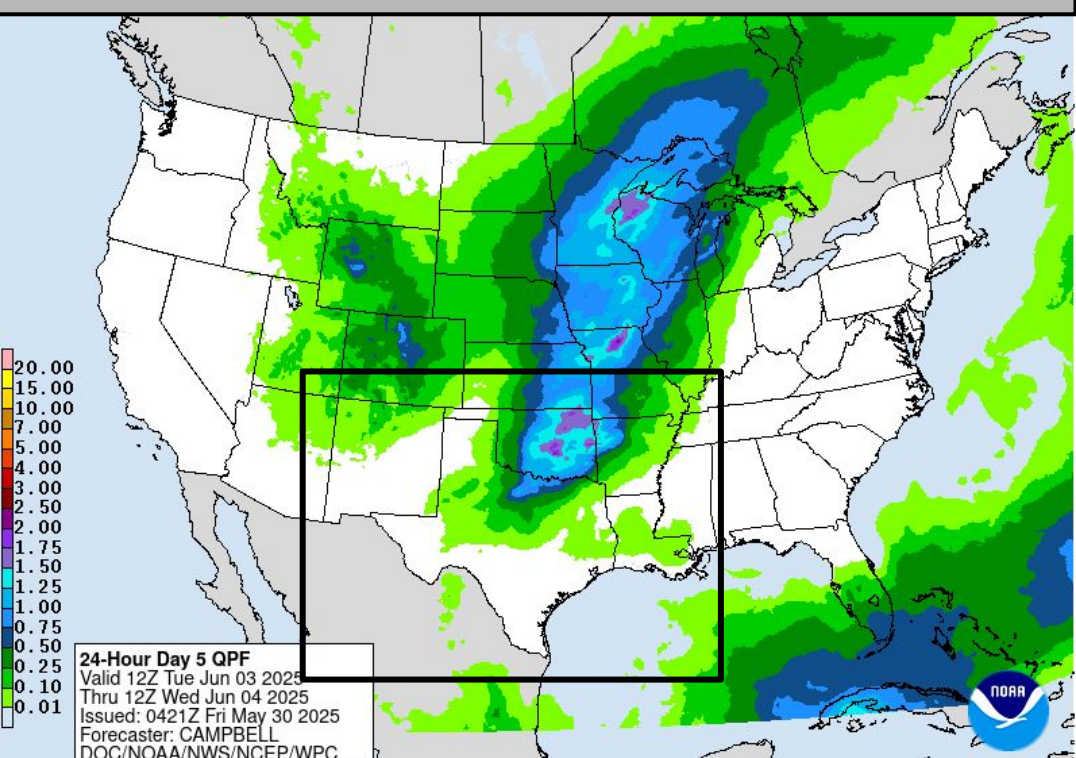 20.00
15.00
10.00
7.00
5.00
4.00
3.00
2.50
2.00
1.75
1.50
1.25
1.00
0.75
0.50
0.25
0.10
0.01
24-Hour Day 5 QPF
Valid 12Z Tue Jun 03 2025
Thru 12Z Wed Jun 04 2025
Issued: 0421Z Fri May 30 2025
Forecaster: CAMPBELL
DOC/NOAA/NWS/NCEP/WPC
NOAA